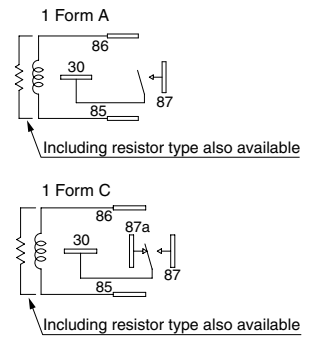 1 Form A
86
30
87
85
Including resistor type also available
1 Form C
86
87a
30
87
85
Including resistor type also available